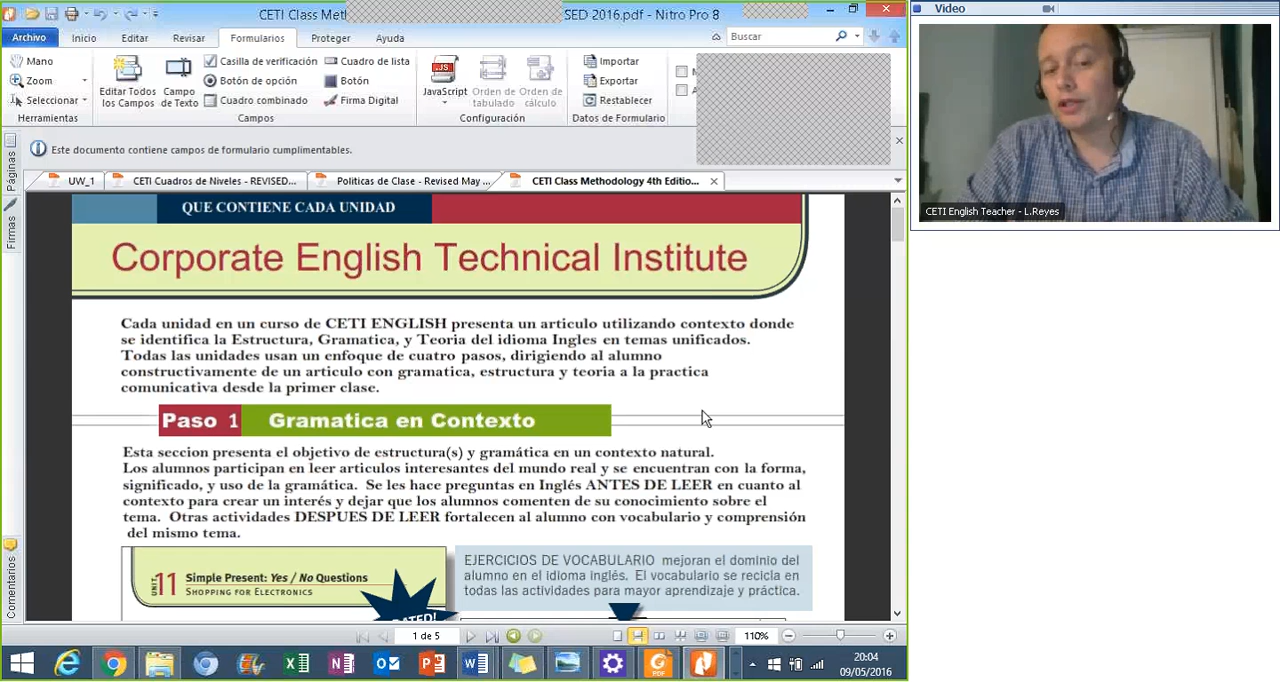 CETI Class Met
SED 2016.pdf - Nitro Pro 8
Archivo Inicio Editar Revisar Formularios Proteger Ayuda
Buscar
Mano
Zoom
Seleccionar
Herramientas
Editar Todos
los Campos
Campo
de Texto
Casilla de verificación
Botón de opción
Cuadro combinado
Cuadro de lista
Botón
Firma Digital
Campos
JS
JavaScript
Orden de
tabulado
Orden de
cálculo
Configuración
Importar
Exportar
Restablecer
Datos de Formulario
Este documento contiene campos de formulario cumplimentables.
UW_1
CETI Cuadros de Niveles - REVISED...
Politicas de Clase - Revised May ...
CETI Class Methodology 4th Editio...
Páginas
Firmas
Comentarios
QUE CONTIENE CADA UNIDAD
Corporate English Technical Institute
Cada unidad en un curso de CETI ENGLISH presenta un articulo utilizando contexto donde
se identifica la Estructura, Gramatica, y Teoria del idioma Ingles en temas unificados.
Todas las unidades usan un enfoque de cuatro pasos, dirigiendo al alumno
constructivamente de un articulo con gramatica, estructura y teoria a la practica
comunicativa desde la primer clase.
Paso 1 Gramatica en Contexto
Esta seccion presenta el objetivo de estructura(s) y gramática en un contexto natural.
Los alumnos participan en leer articulos interesantes del mundo real y se encuentran con la forma,
significado, y uso de la gramática. Se les hace preguntas en Inglés ANTES DE LEER en cuanto al
contexto para crear un interés y dejar que los alumnos comenten de su conocimiento sobre el
tema. Otras actividades DESPUES DE LEER fortalecen al alumno con vocabulario y comprensión
del mismo tema.
UNIT 11
Simple Present: Yes / No Questions
SHOPPING FOR ELECTRONICS
EJERCICIOS DE VOCABULARIO mejoran el dominio del
alumno en el idioma inglés. El vocabulario se recicla en
todas las actividades para mayor aprendizaje y práctica.
1 de 5
110%
20:04
09/05/2016
Video
CETI English Teacher - L.Reyes